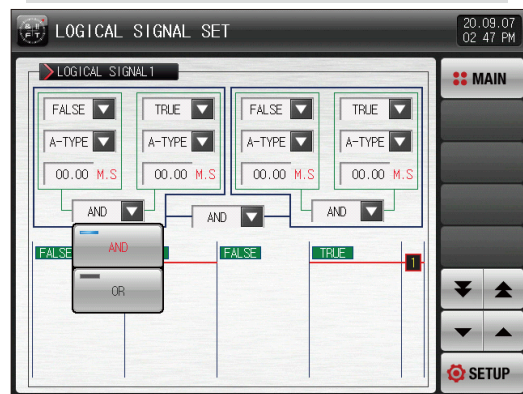 LOGICAL SIGNAL SET
20.09.07
02 47 PM
LOGICAL SIGNAL1
FALSE TRUE FALSE TRUE
A-TYPE A-TYPE A-TYPE A-TYPE
00.00 M.S 00.00 M.S 00.00 M.S 00.00 M.S
AND AND AND
AND
OR
FALSE FALSE TRUE
1
MAIN
SETUP